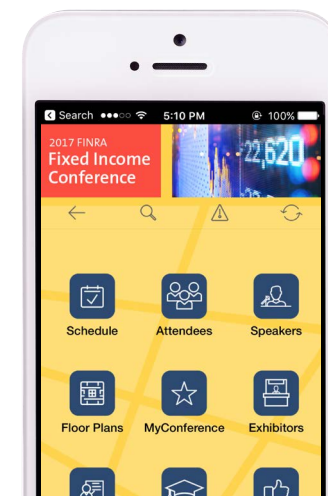 Search 5:10 PM 100%
2017 FINRA
Fixed Income
Conference
22,620
Schedule Attendees Speakers
Floor Plans MyConference Exhibitors